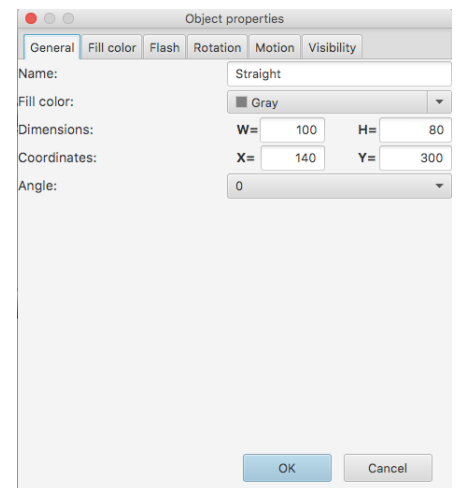 Object properties
General Fill color Flash Rotation Motion Visibility
Name: Straight
Fill color: Gray
Dimensions: W= 100 H= 80
Coordinates: X= 140 Y= 300
Angle: 0
OK Cancel